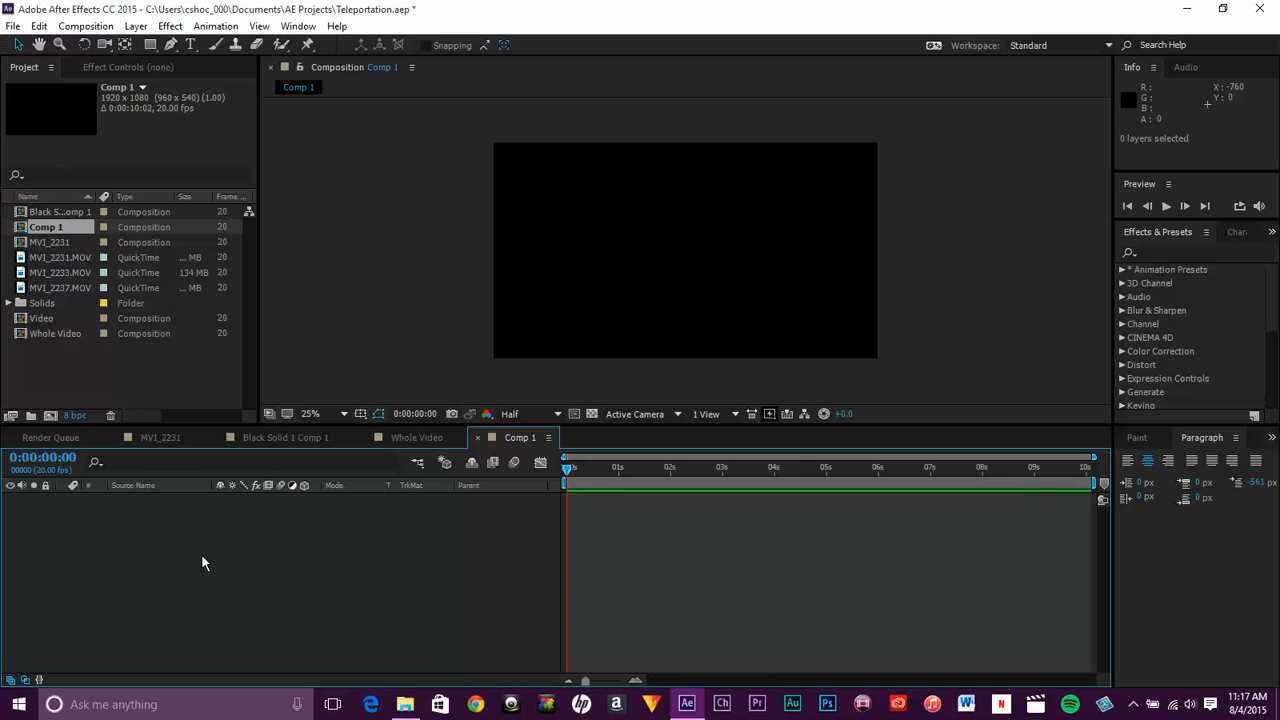 Adobe After Effects CC 2015 - C:\Users\cshoc_000\Documents\AE Projects\Teleportation.aep *
File Edit Composition Layer Effect Animation View Window Help
Snapping Workspace: Standard Search Help
Project Effect Controls (none)
Comp 1
1920 x 1080 (960 x 540) (1.00)
Δ 0:00:10:02, 20.00 fps
Name Type Size Frame...
Black S...omp 1 Composition 20
Comp 1 Composition 20
MVI_2231 Composition 20
MVI_2231.MOV QuickTime ... MB 20
MVI_2233.MOV QuickTime 134 MB 20
MVI_2237.MOV QuickTime ... MB 20
Solids Folder
Video Composition 20
Whole Video Composition 20
8 bpc
Composition Comp 1
Comp 1
25% 0:00:00:00 Half Active Camera 1 View +0.0
Info Audio
R : X: -760
G : Y: 0
B :
A : 0
0 layers selected
Preview
Effects & Presets Char
* Animation Presets
3D Channel
Audio
Blur & Sharpen
Channel
CINEMA 4D
Color Correction
Distort
Expression Controls
Generate
Keying
Render Queue MVI_2231 Black Solid 1 Comp 1 Whole Video Comp 1
0:00:00:00
00000 (20.00 fps)
# Source Name Mode T TrkMat Parent
01s 02s 03s 04s 05s 06s 07s 08s 09s 10s
Paint Paragraph
0 px 0 px -561 px
0 px 0 px
Ask me anything
11:17 AM
8/4/2015